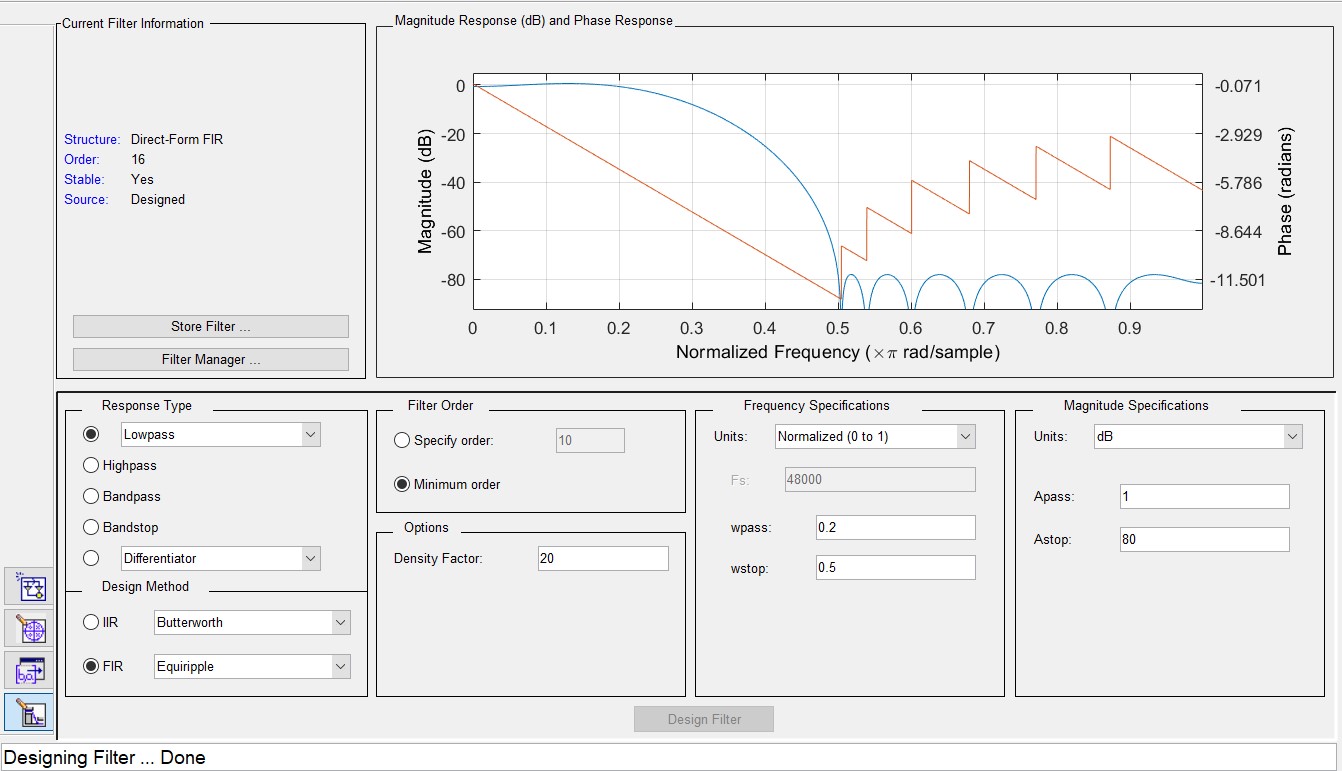 Current Filter Information
Structure: Direct-Form FIR
Order: 16
Stable: Yes
Source: Designed
Store Filter ...
Filter Manager ...
Magnitude Response (dB) and Phase Response
Magnitude (dB)
0
-20
-40
-60
-80
-0.071
-2.929
-5.786
-8.644
-11.501
Phase (radians)
0 0.1 0.2 0.3 0.4 0.5 0.6 0.7 0.8 0.9
Normalized Frequency (×π rad/sample)
Response Type
Lowpass
Highpass
Bandpass
Bandstop
Differentiator
Design Method
IIR Butterworth
FIR Equiripple
Filter Order
Specify order: 10
Minimum order
Options
Density Factor: 20
Frequency Specifications
Units: Normalized (0 to 1)
Fs: 48000
wpass: 0.2
wstop: 0.5
Magnitude Specifications
Units: dB
Apass: 1
Astop: 80
Design Filter
Designing Filter ... Done